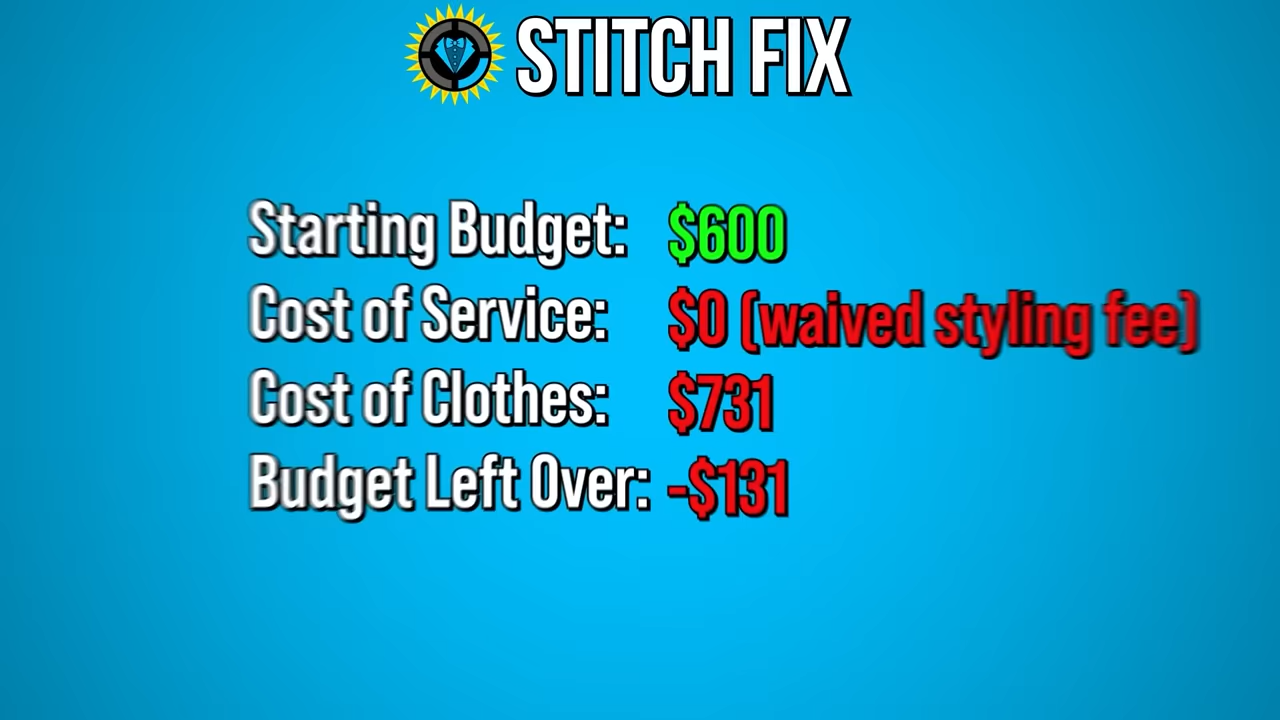 STITCH FIX
Starting Budget: $600
Cost of Service: $0 (waived styling fee)
Cost of Clothes: $731
Budget Left Over: -$131